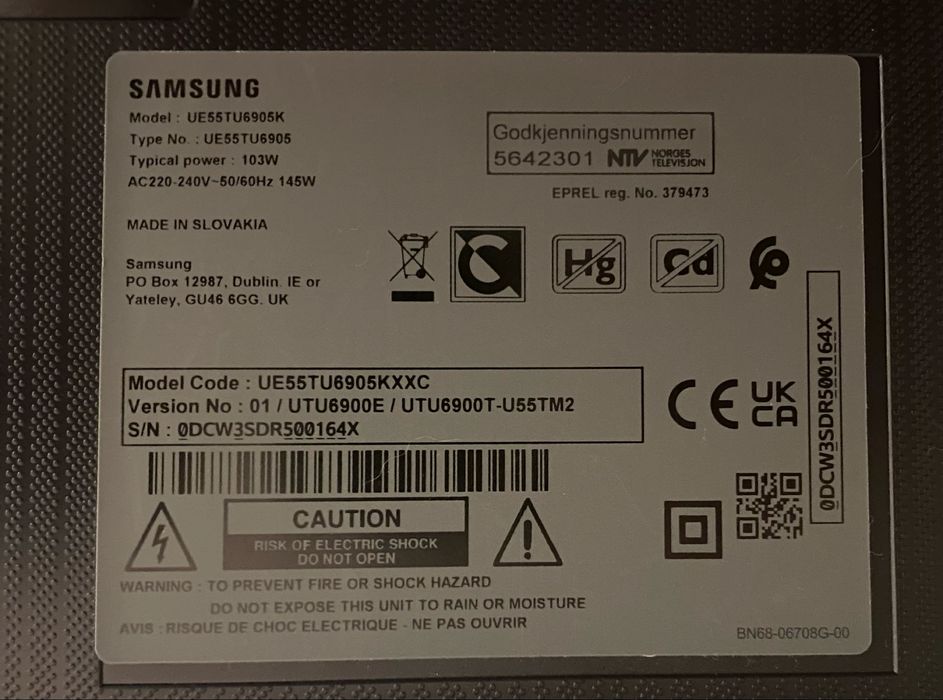 SAMSUNG
Model : UE55TU6905K
Type No. : UE55TU6905
Typical power : 103W
AC220-240V~50/60Hz 145W
Godkjenningsnummer
5642301 NTV NORGES TELEVISJON
EPREL reg. No. 379473
MADE IN SLOVAKIA
Samsung
PO Box 12987, Dublin. IE or
Yateley, GU46 6GG. UK
Hg
Cd
Model Code : UE55TU6905KXXC
Version No : 01 / UTU6900E / UTU6900T-U55TM2
S/N : 0DCW3SDR500164X
CE
UK
CA
0DCW3SDR500164X
CAUTION
RISK OF ELECTRIC SHOCK
DO NOT OPEN
WARNING : TO PREVENT FIRE OR SHOCK HAZARD
DO NOT EXPOSE THIS UNIT TO RAIN OR MOISTURE
AVIS : RISQUE DE CHOC ELECTRIQUE - NE PAS OUVRIR
BN68-06708G-00